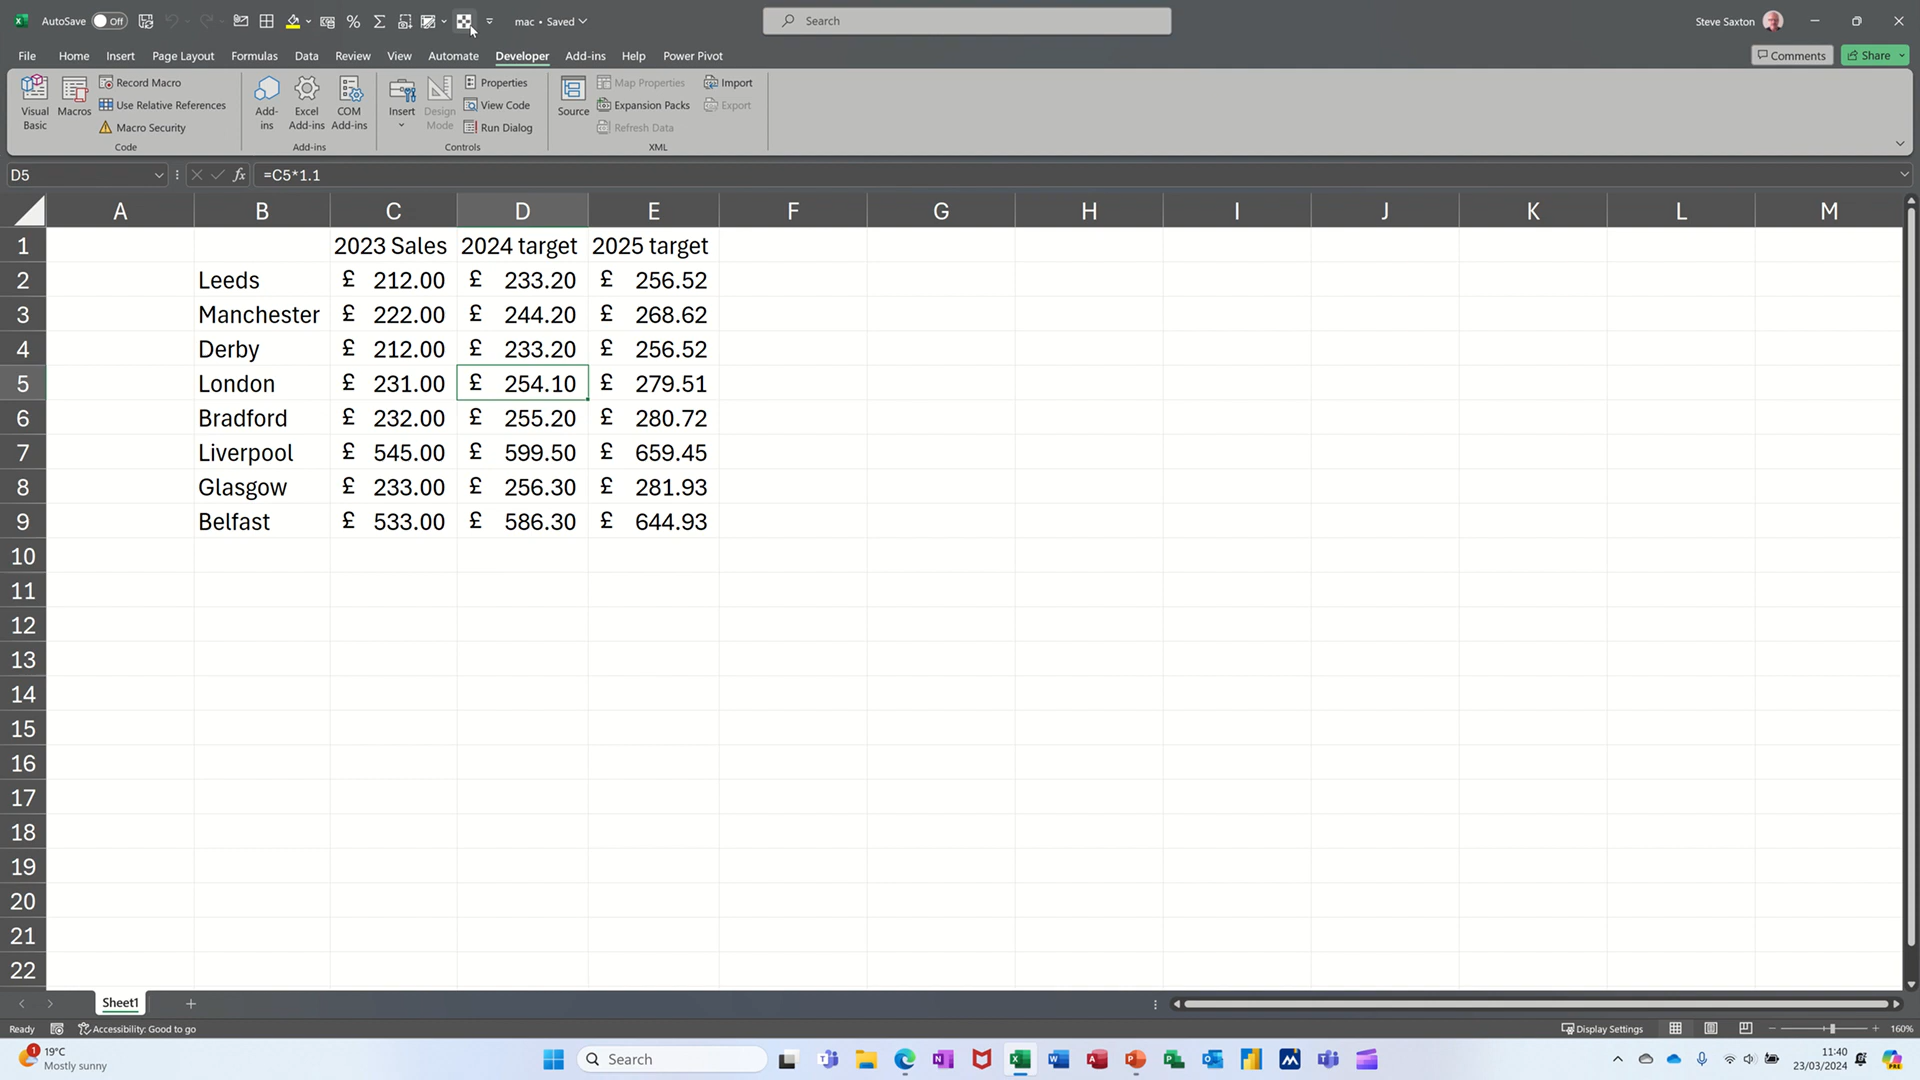 AutoSave Off mac • Saved Search Steve Saxton
File Home Insert Page Layout Formulas Data Review View Automate Developer Add-ins Help Power Pivot Comments Share
Visual Basic Macros Record Macro Use Relative References Macro Security Add-ins Excel Add-ins COM Add-ins Insert Design Mode Properties View Code Run Dialog Source Map Properties Expansion Packs Refresh Data Import Export
Code Add-ins Controls XML
D5 fx =C5*1.1
A B C D E F G H I J K L M
1 2023 Sales 2024 target 2025 target
2 Leeds £ 212.00 £ 233.20 £ 256.52
3 Manchester £ 222.00 £ 244.20 £ 268.62
4 Derby £ 212.00 £ 233.20 £ 256.52
5 London £ 231.00 £ 254.10 £ 279.51
6 Bradford £ 232.00 £ 255.20 £ 280.72
7 Liverpool £ 545.00 £ 599.50 £ 659.45
8 Glasgow £ 233.00 £ 256.30 £ 281.93
9 Belfast £ 533.00 £ 586.30 £ 644.93
10
11
12
13
14
15
16
17
18
19
20
21
22
Sheet1
Ready Accessibility: Good to go Display Settings 160%
1 19°C Search 11:40
Mostly sunny 23/03/2024